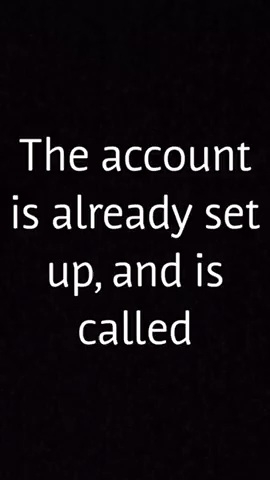 The account
is already set
up, and is
called